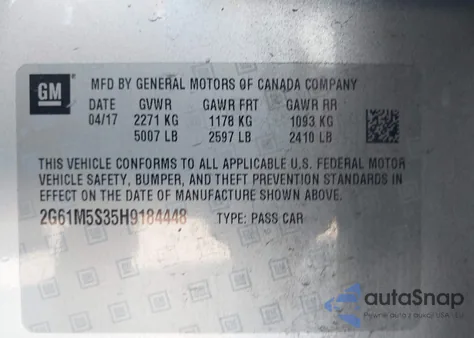 GM
MFD BY GENERAL MOTORS OF CANADA COMPANY
DATE GVWR GAWR FRT GAWR RR
04/17 2271 KG 1178 KG 1093 KG
5007 LB 2597 LB 2410 LB
THIS VEHICLE CONFORMS TO ALL APPLICABLE U.S. FEDERAL MOTOR
VEHICLE SAFETY, BUMPER, AND THEFT PREVENTION STANDARDS IN
EFFECT ON THE DATE OF MANUFACTURE SHOWN ABOVE.
2G61M5S35H9184448 TYPE: PASS CAR
autoSnap